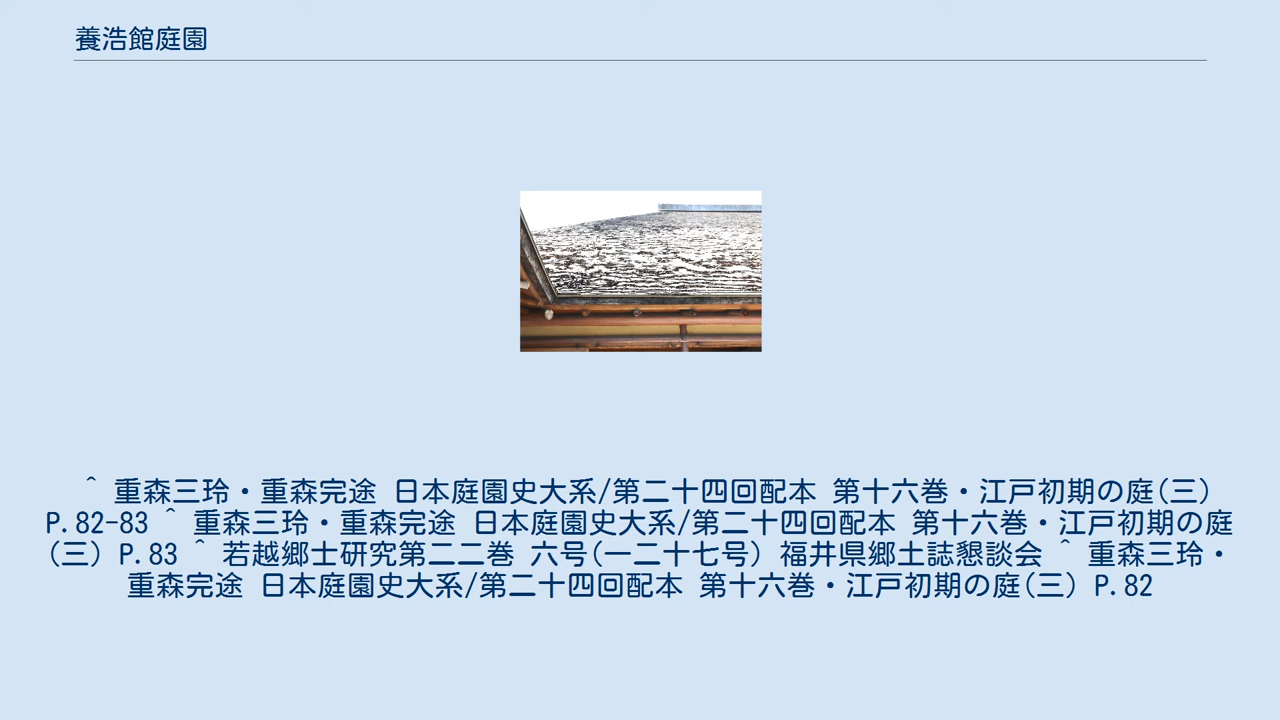 養浩館庭園
^ 重森三玲・重森完途 日本庭園史大系/第二十四回配本 第十六巻・江戸初期の庭(三)
P.82-83 ^ 重森三玲・重森完途 日本庭園史大系/第二十四回配本 第十六巻・江戸初期の庭
(三) P.83 ^ 若越郷土研究第二二巻 六号(一二十七号) 福井県郷土誌懇談会 ^ 重森三玲・
重森完途 日本庭園史大系/第二十四回配本 第十六巻・江戸初期の庭(三) P.82